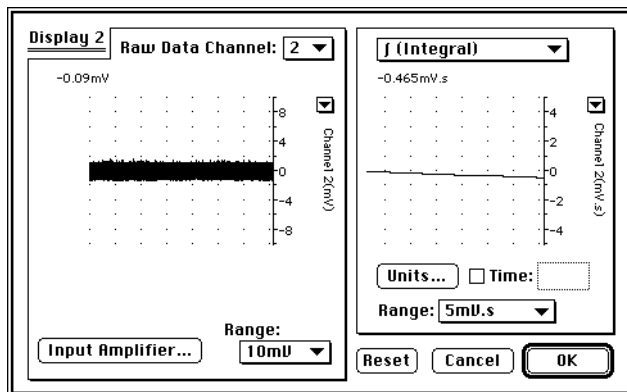 Display 2
Raw Data Channel: 2
-0.09mV
8
4
0
-4
-8
Channel 2(mV)
Input Amplifier...
Range:
10mV
∫ (Integral)
-0.465mV.s
4
2
0
-2
-4
Channel 2(mV.s)
Units...
Time:
Range: 5mV.s
Reset
Cancel
OK